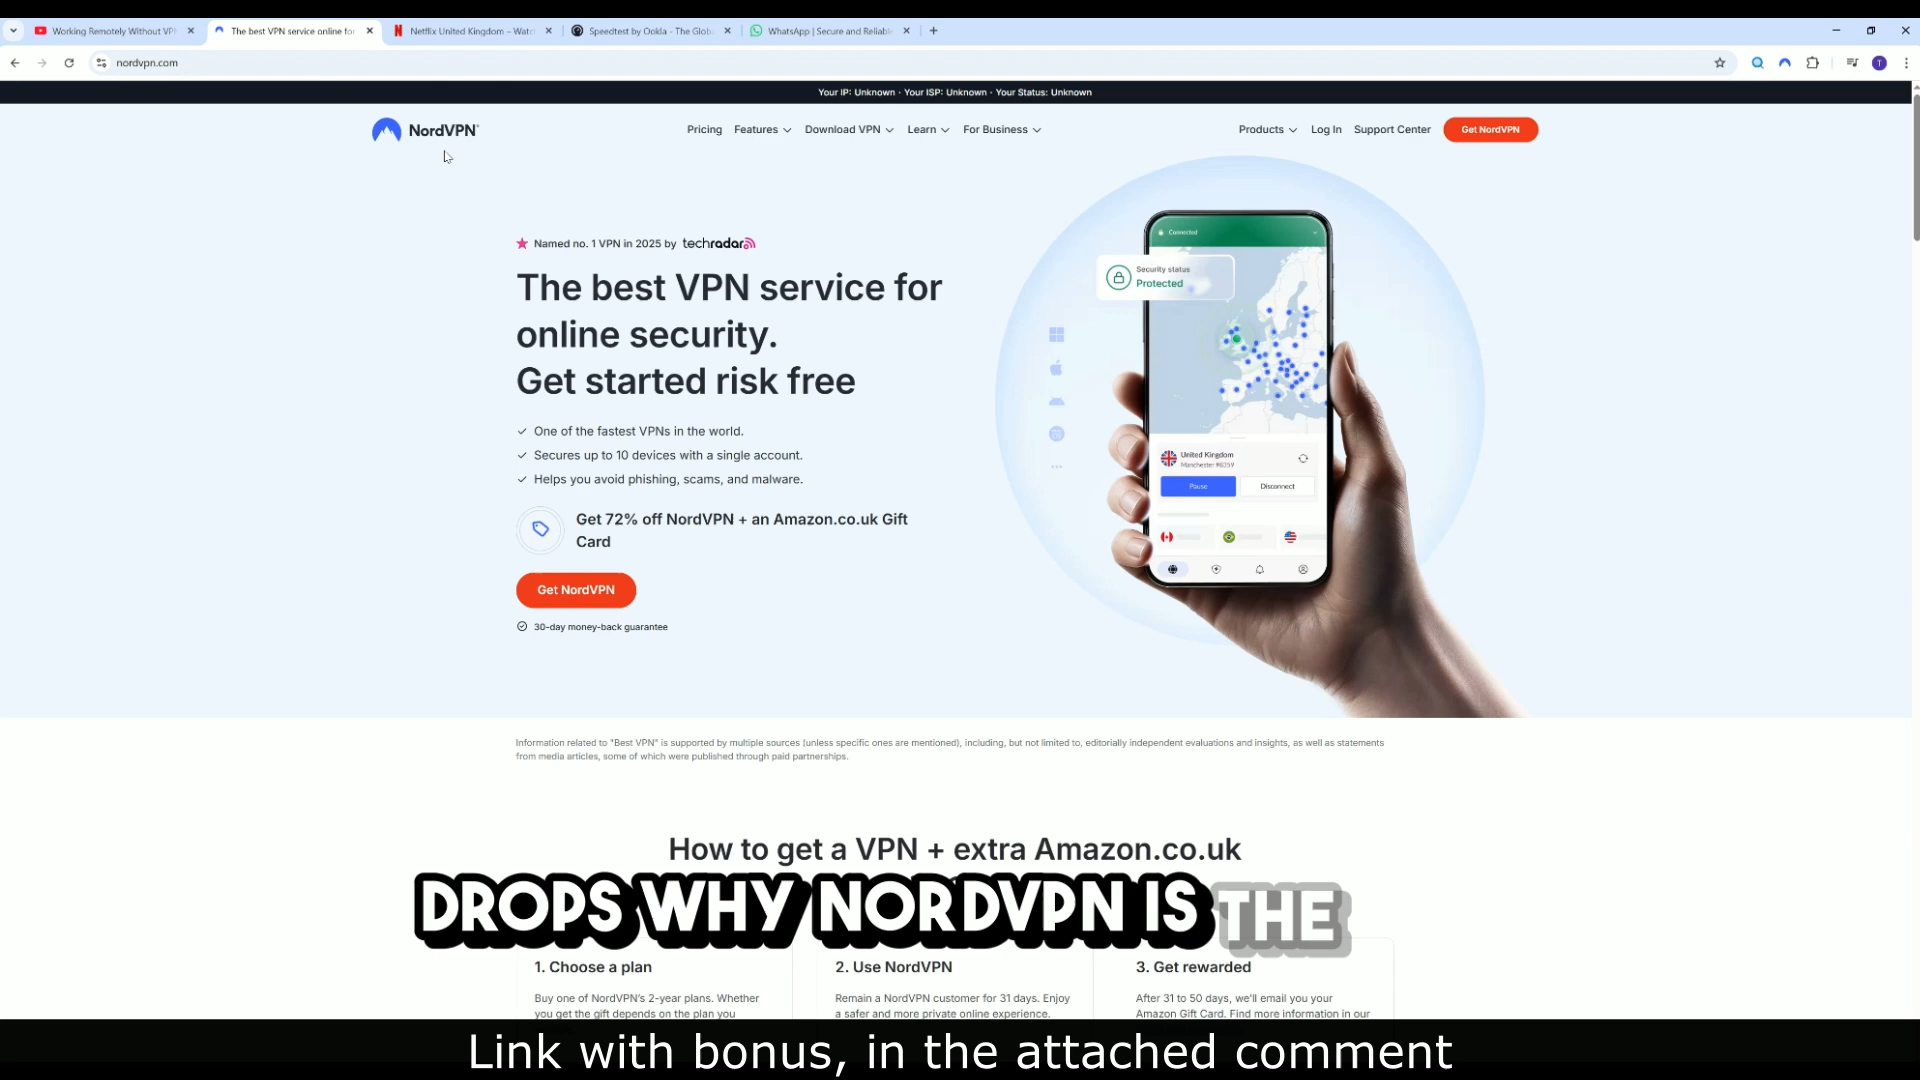 Working Remotely Without VP
The best VPN service online fo
Netflix United Kingdom – Watc
Speedtest by Ookla - The Glob
WhatsApp | Secure and Reliable
nordvpn.com
T
Your IP: Unknown · Your ISP: Unknown · Your Status: Unknown
NordVPN®
Pricing Features Download VPN Learn For Business Products Log In Support Center Get NordVPN
Named no. 1 VPN in 2025 by techradar
The best VPN service for
online security.
Get started risk free
One of the fastest VPNs in the world.
Secures up to 10 devices with a single account.
Helps you avoid phishing, scams, and malware.
Get 72% off NordVPN + an Amazon.co.uk Gift
Card
Get NordVPN
30-day money-back guarantee
Connected
Security status
Protected
United Kingdom
Manchester #8359
Pause Disconnect
Information related to "Best VPN" is supported by multiple sources (unless specific ones are mentioned), including, but not limited to, editorially independent evaluations and insights, as well as statements
from media articles, some of which were published through paid partnerships.
How to get a VPN + extra Amazon.co.uk
DROPS WHY NORDVPN IS THE
1. Choose a plan
Buy one of NordVPN's 2-year plans. Whether
you get the gift depends on the plan you
2. Use NordVPN
Remain a NordVPN customer for 31 days. Enjoy
a safer and more private online experience.
3. Get rewarded
After 31 to 50 days, we'll email you your
Amazon Gift Card. Find more information in our
Link with bonus, in the attached comment